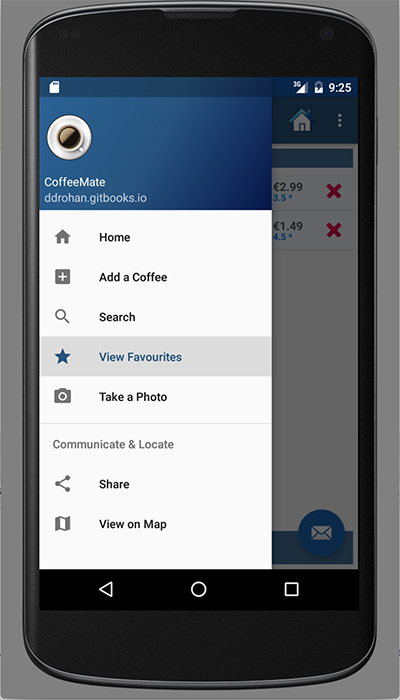 3G 9:25
CoffeeMate
ddrohan.gitbooks.io
€2.99
3.5 *
€1.49
4.5 *
Home
Add a Coffee
Search
View Favourites
Take a Photo
Communicate & Locate
Share
View on Map